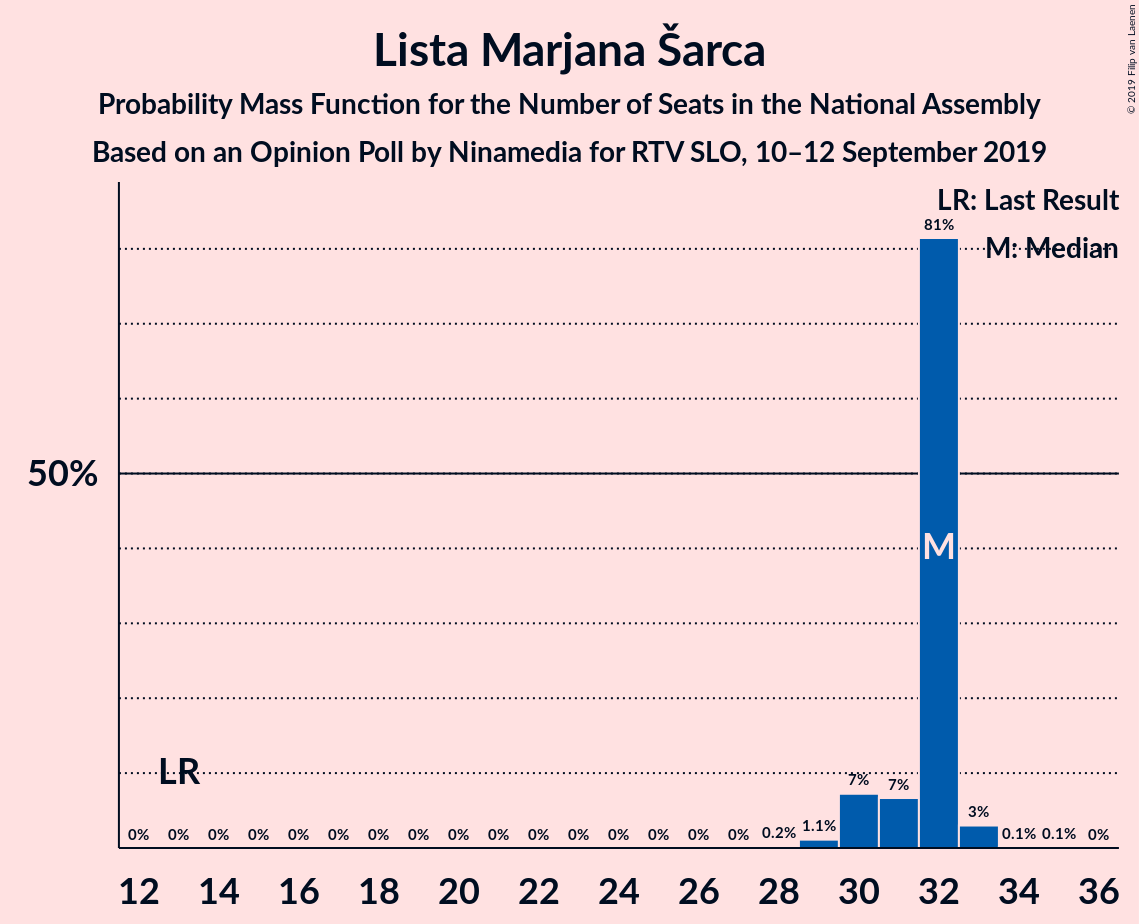 Lista Marjana Šarca
Probability Mass Function for the Number of Seats in the National Assembly
Based on an Opinion Poll by Ninamedia for RTV SLO, 10–12 September 2019
© 2019 Filip van Laenen
LR: Last Result
M: Median
81%
50%
M
LR
0% 0% 0% 0% 0% 0% 0% 0% 0% 0% 0% 0% 0% 0% 0% 0% 0.2% 1.1% 7% 7% 3% 0.1% 0.1% 0%
12 14 16 18 20 22 24 26 28 30 32 34 36